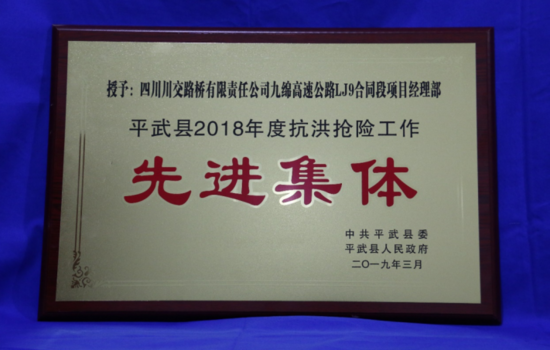 授予：四川川交路桥有限责任公司九绵高速公路LJ9合同段项目经理部
平武县2018年度抗洪抢险工作
先进集体
中共平武县委
平武县人民政府
二〇一九年三月